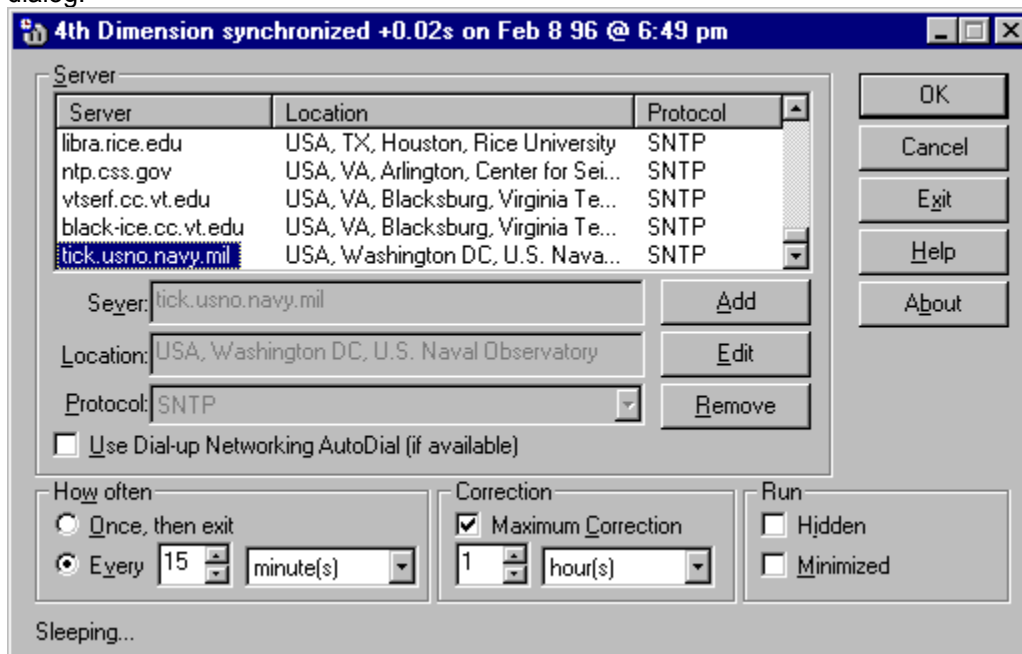 dialog:
4th Dimension synchronized +0.02s on Feb 8 96 @ 6:49 pm
Server
Server Location Protocol
libra.rice.edu USA, TX, Houston, Rice University SNTP
ntp.css.gov USA, VA, Arlington, Center for Sei... SNTP
vtserf.cc.vt.edu USA, VA, Blacksburg, Virginia Te... SNTP
black-ice.cc.vt.edu USA, VA, Blacksburg, Virginia Te... SNTP
tick.usno.navy.mil USA, Washington DC, U.S. Nava... SNTP
Sever: tick.usno.navy.mil Add
Location: USA, Washington DC, U.S. Naval Observatory Edit
Protocol: SNTP Remove
Use Dial-up Networking AutoDial (if available)
OK
Cancel
Exit
Help
About
How often
Once, then exit
Every 15 minute(s)
Correction
Maximum Correction
1 hour(s)
Run
Hidden
Minimized
Sleeping...